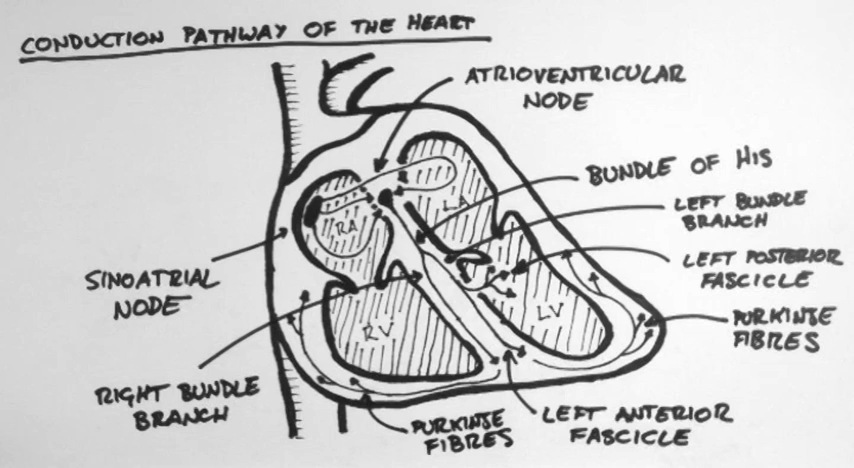 CONDUCTION PATHWAY OF THE HEART
ATRIOVENTRICULAR
NODE
BUNDLE OF HIS
LEFT BUNDLE
BRANCH
LEFT POSTERIOR
FASCICLE
PURKINJE
FIBRES
SINOATRIAL
NODE
RA
LA
RV
LV
RIGHT BUNDLE
BRANCH
PURKINJE
FIBRES
LEFT ANTERIOR
FASCICLE